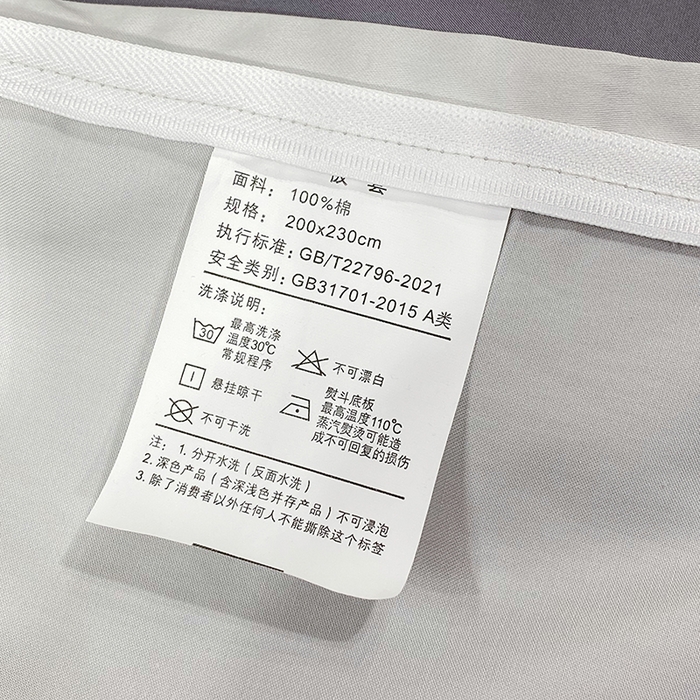 面料：100%棉
规格：200x230cm
执行标准：GB/T22796-2021
安全类别：GB31701-2015 A类
洗涤说明：
30
最高洗涤
温度30℃
常规程序
不可漂白
悬挂晾干
熨斗底板
最高温度110℃
蒸汽熨烫可能造
成不可回复的损伤
不可干洗
注：1. 分开水洗（反面水洗）
2. 深色产品（含深浅色并存产品）不可浸泡
3. 除了消费者以外任何人不能撕除这个标签